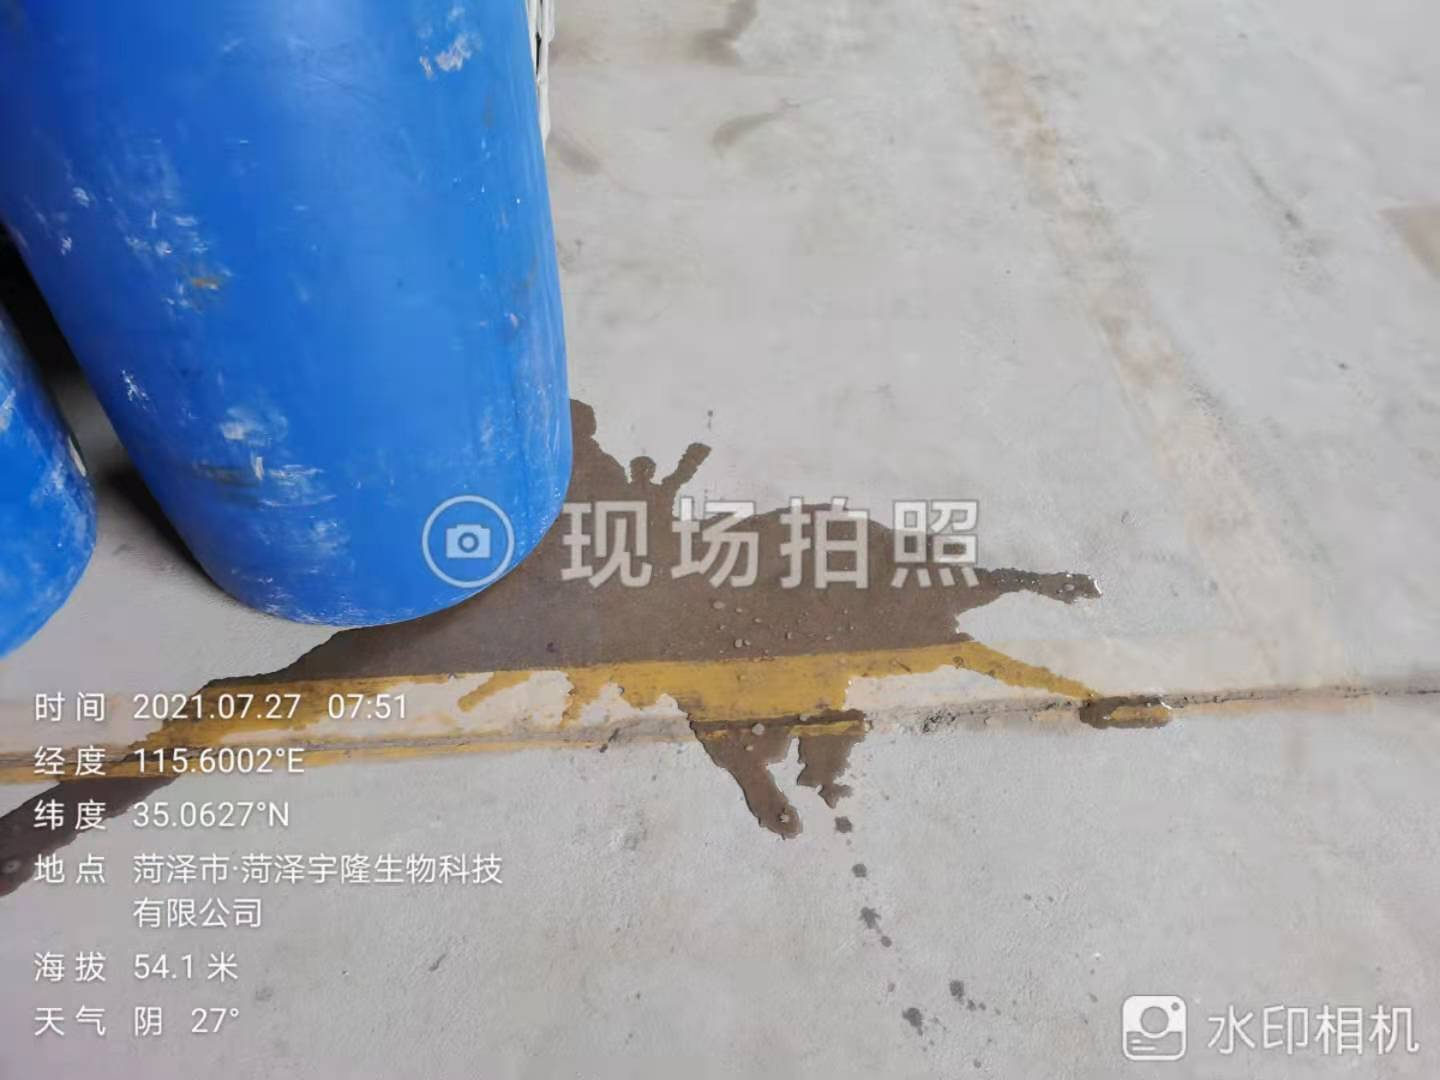 现场拍照
时间 2021.07.27 07:51
经度 115.6002°E
纬度 35.0627°N
地点 菏泽市·菏泽宇隆生物科技
有限公司
海拔 54.1 米
天气 阴 27°
水印相机